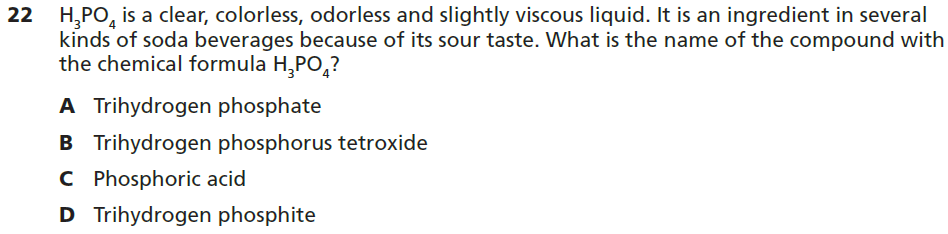 22 H₃PO₄ is a clear, colorless, odorless and slightly viscous liquid. It is an ingredient in several
kinds of soda beverages because of its sour taste. What is the name of the compound with
the chemical formula H₃PO₄?
A Trihydrogen phosphate
B Trihydrogen phosphorus tetroxide
C Phosphoric acid
D Trihydrogen phosphite